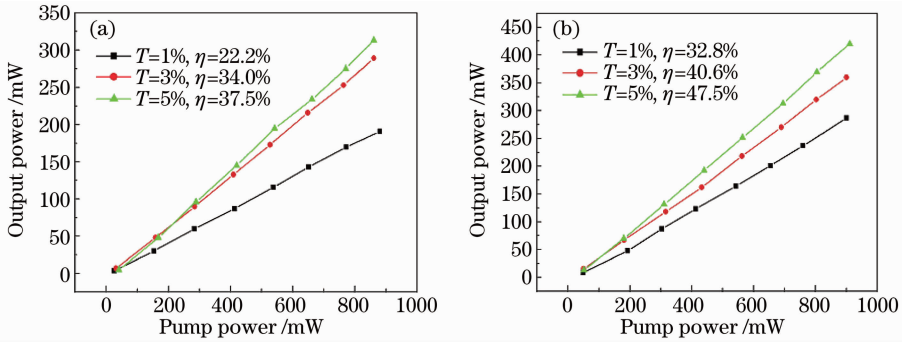 (a)
T=1%, η=22.2%
T=3%, η=34.0%
T=5%, η=37.5%
350
300
250
200
150
100
50
0
Output power /mW
0 200 400 600 800 1000
Pump power /mW
(b)
T=1%, η=32.8%
T=3%, η=40.6%
T=5%, η=47.5%
450
400
350
300
250
200
150
100
50
0
Output power /mW
0 200 400 600 800 1000
Pump power /mW